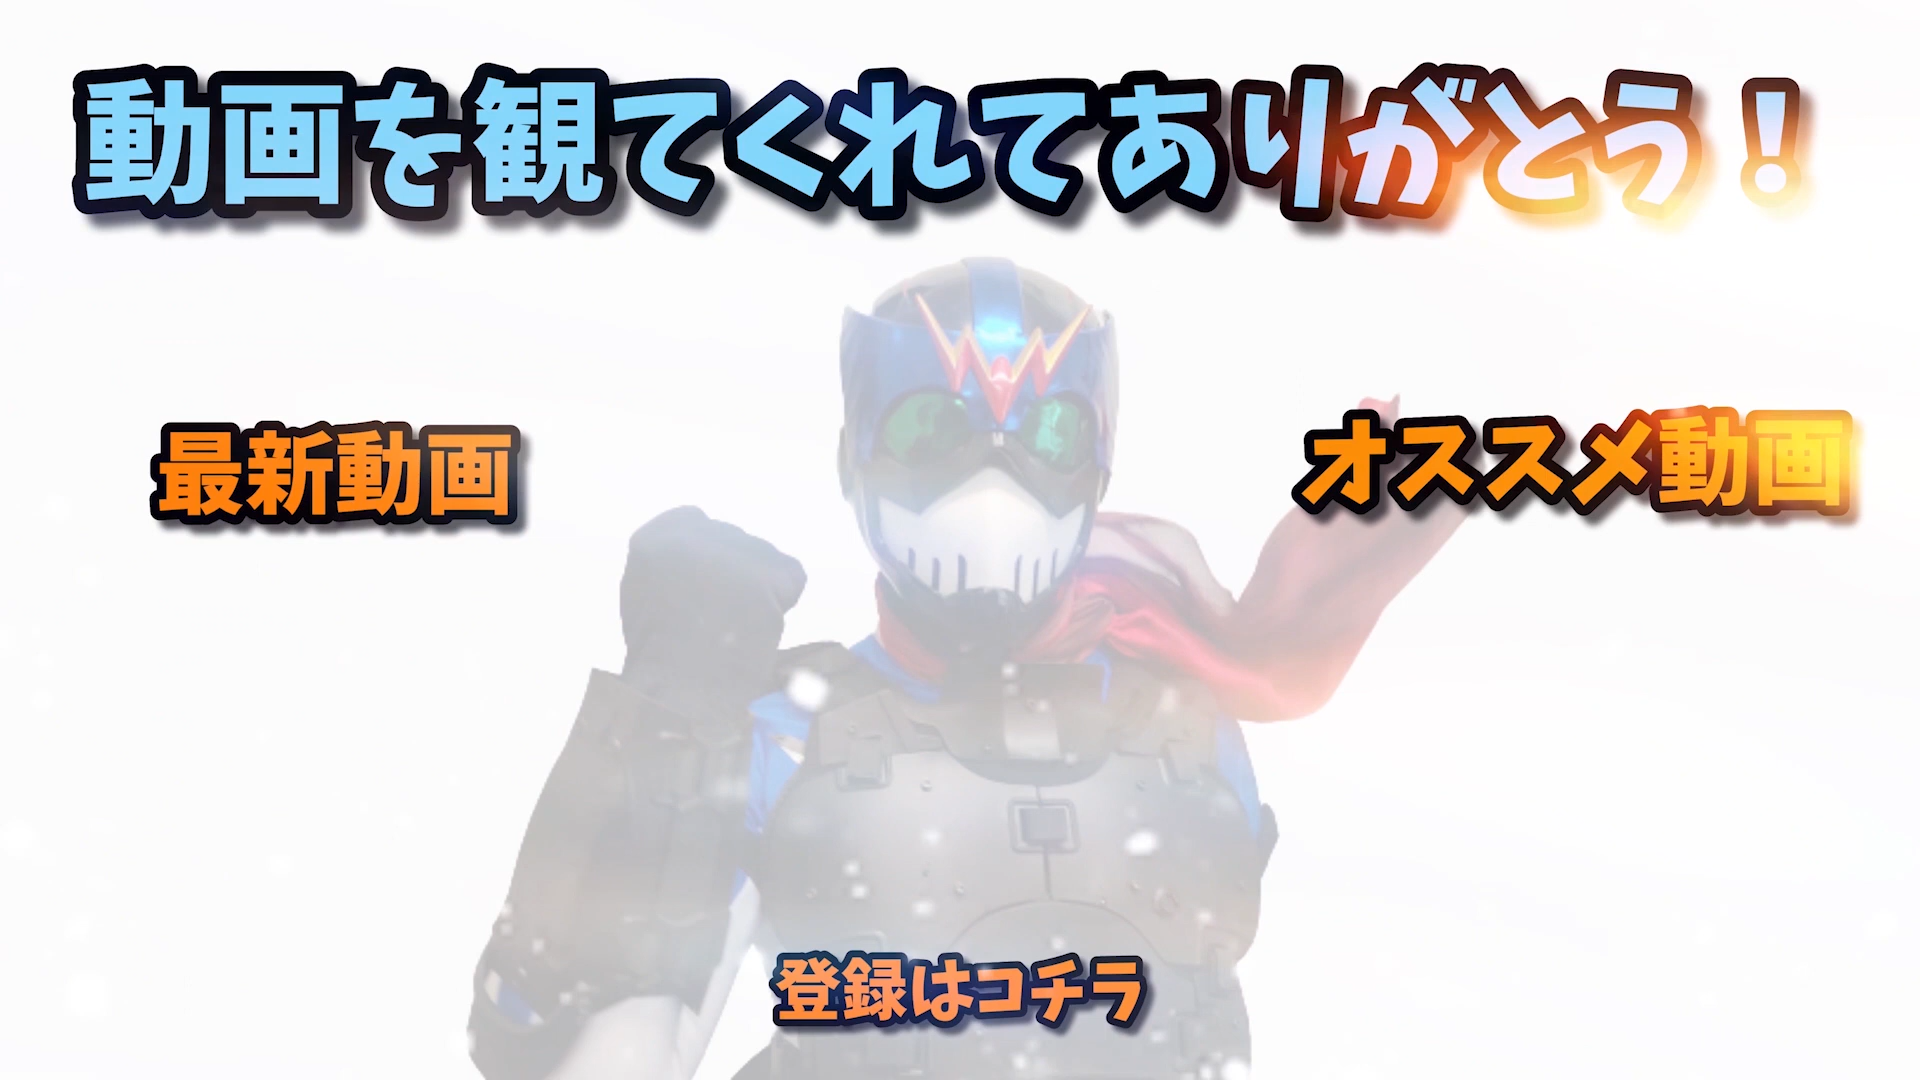 動画を観てくれてありがとう！
最新動画
オススメ動画
登録はコチラ